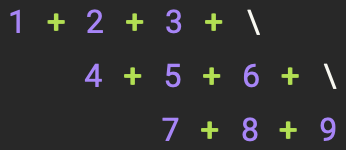 1 + 2 + 3 + \
4 + 5 + 6 + \
7 + 8 + 9